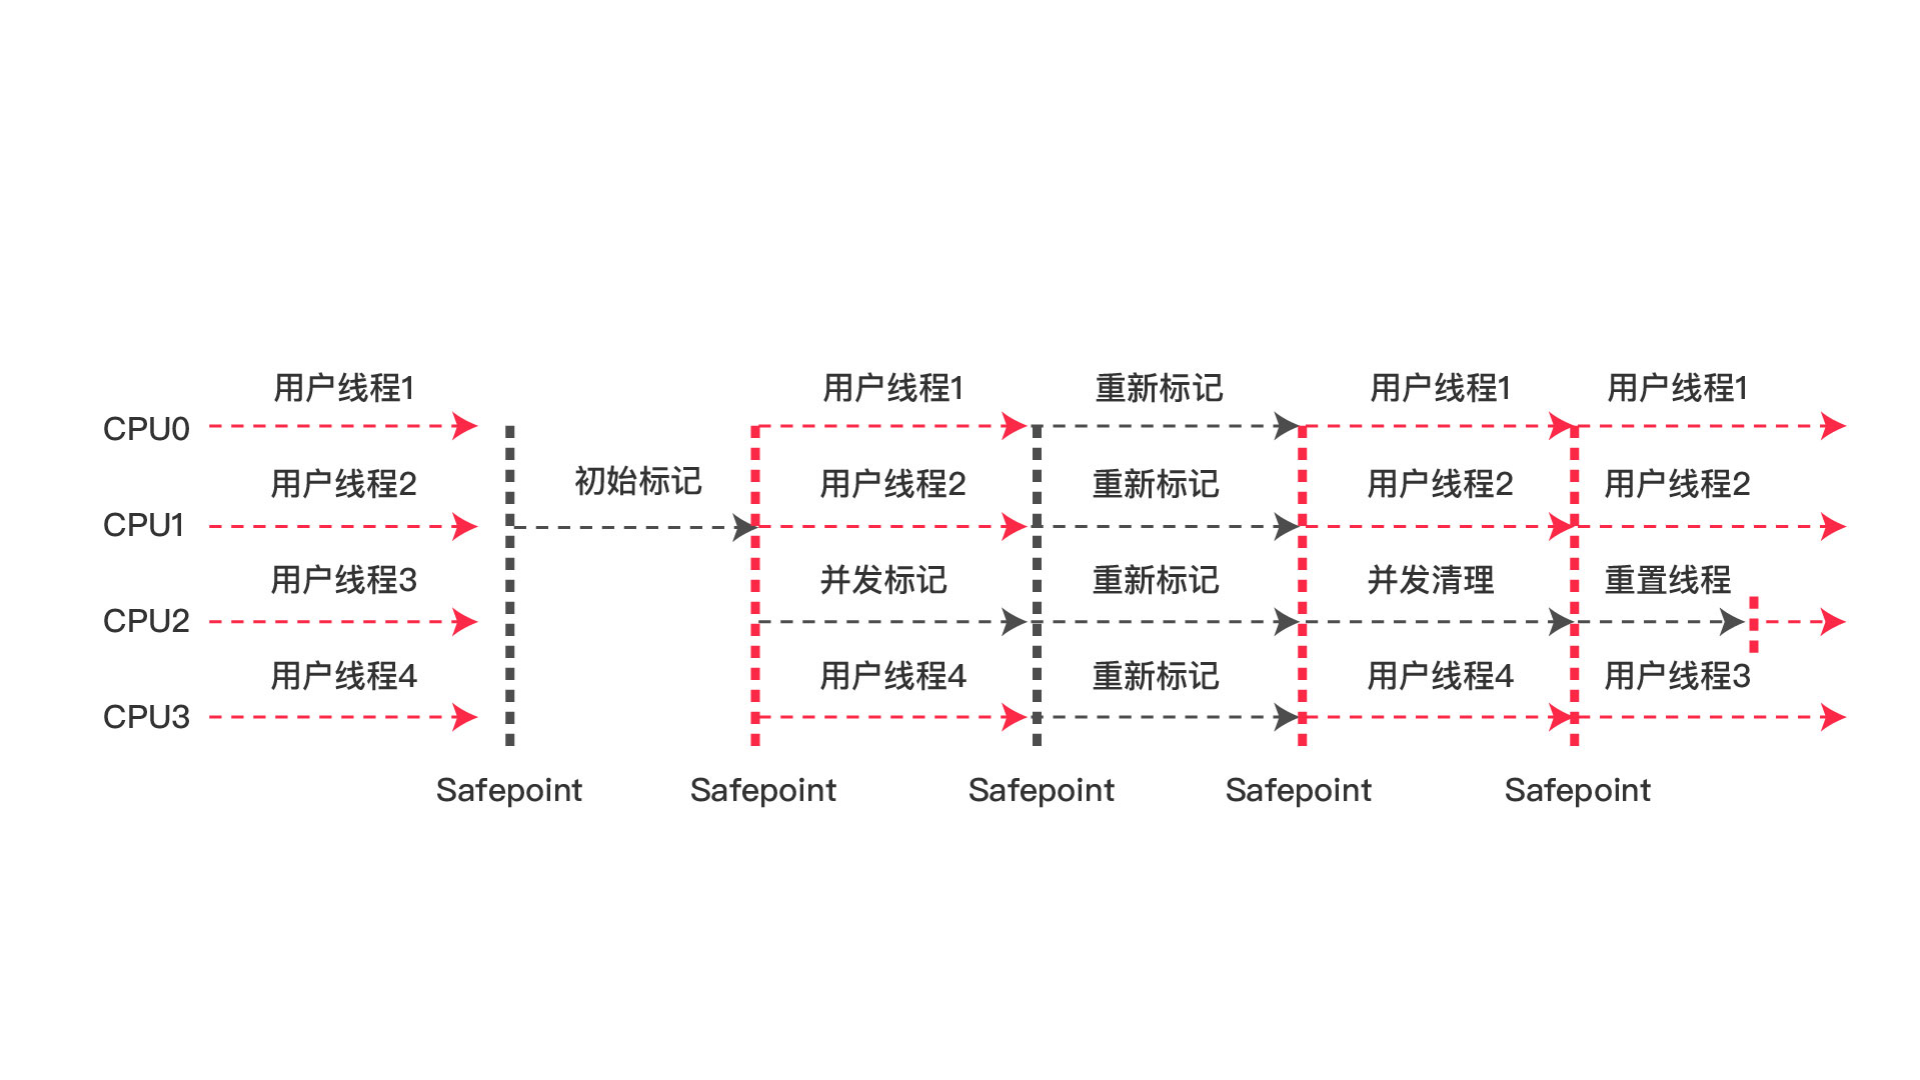 用户线程1 用户线程1 重新标记 用户线程1 用户线程1
CPU0
用户线程2 初始标记 用户线程2 重新标记 用户线程2 用户线程2
CPU1
用户线程3 并发标记 重新标记 并发清理 重置线程
CPU2
用户线程4 用户线程4 重新标记 用户线程4 用户线程3
CPU3
Safepoint Safepoint Safepoint Safepoint Safepoint